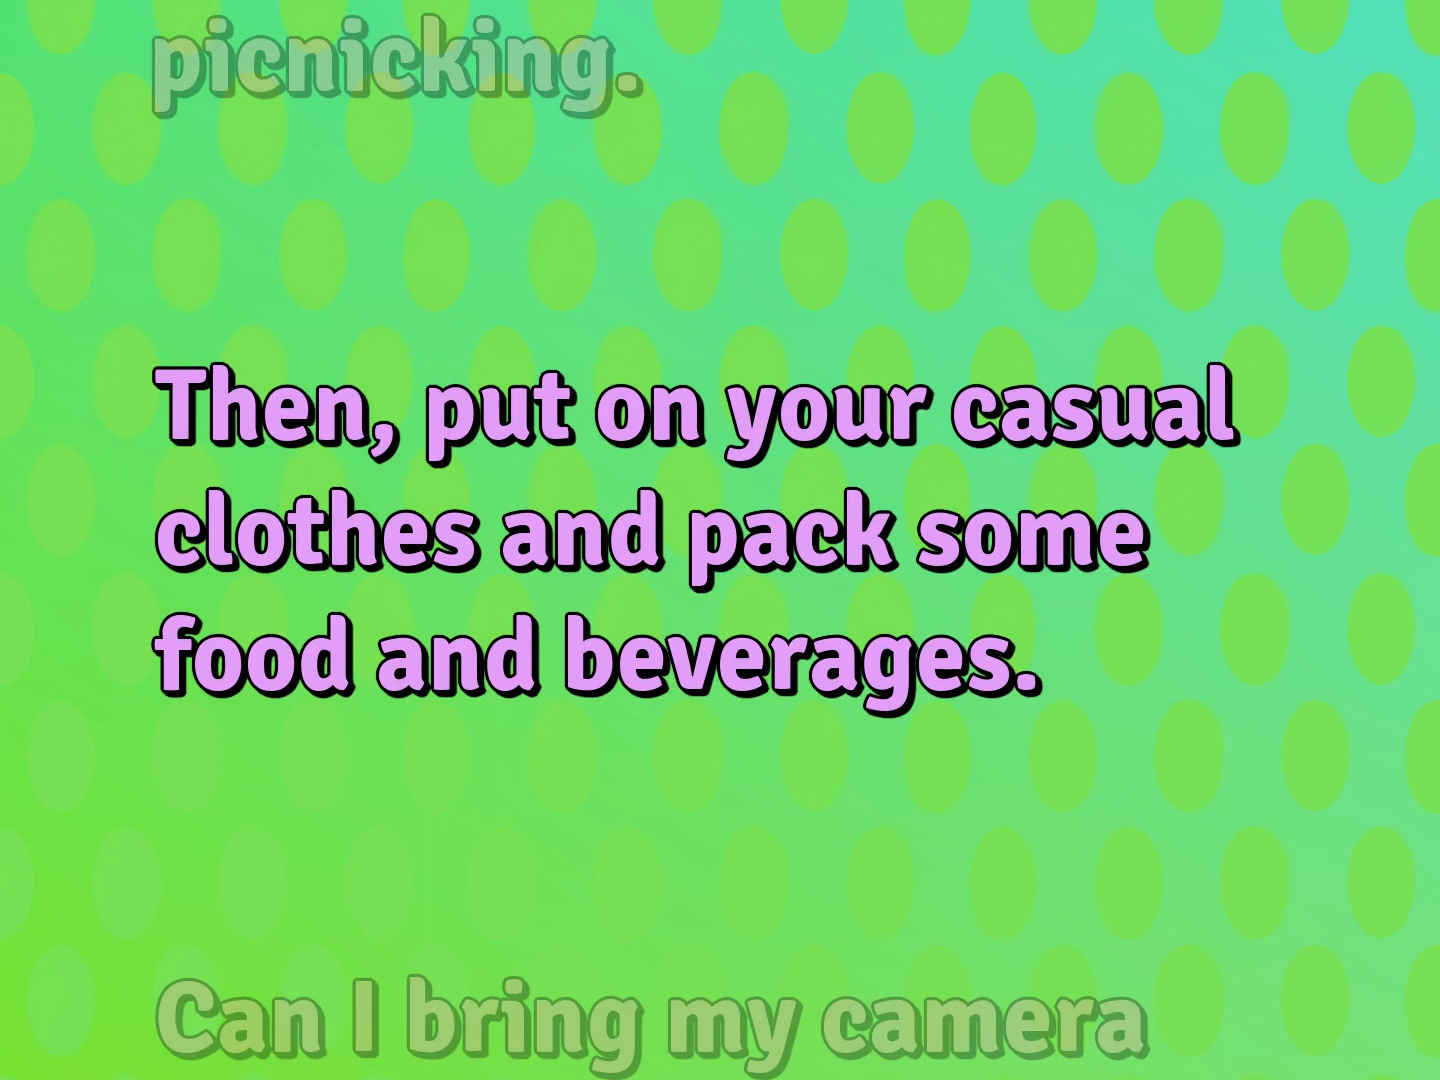 picnicking.
Then, put on your casual
clothes and pack some
food and beverages.
Can I bring my camera